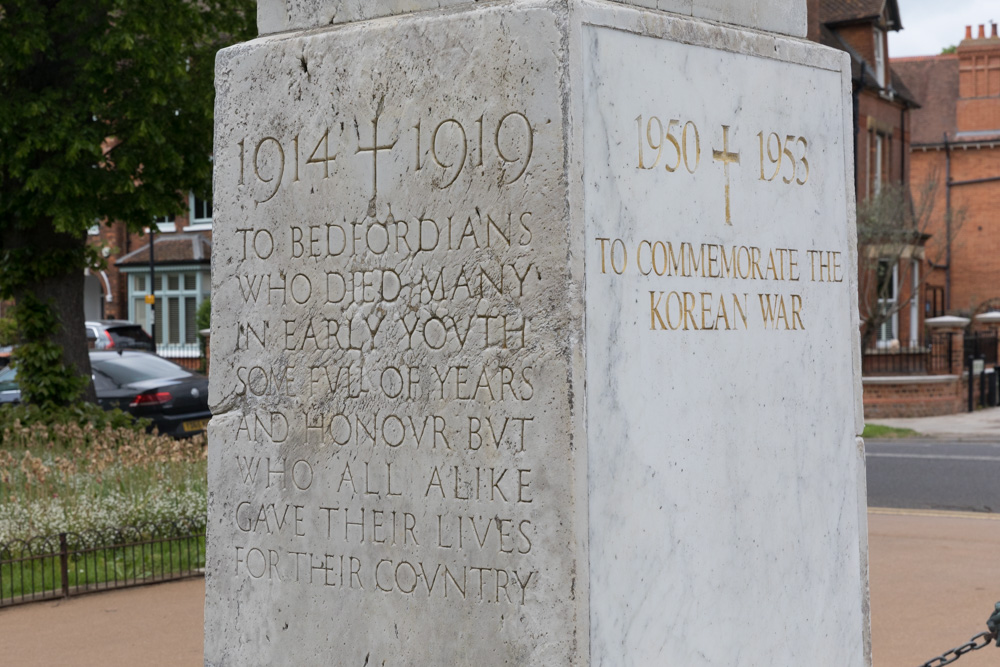 1914 1919
TO BEDFORDIANS
WHO DIED MANY
IN EARLY YOVTH
SOME FVLL OF YEARS
AND HONOVR BVT
WHO ALL ALIKE
GAVE THEIR LIVES
FOR THEIR COVNTRY
1950 1953
TO COMMEMORATE THE
KOREAN WAR